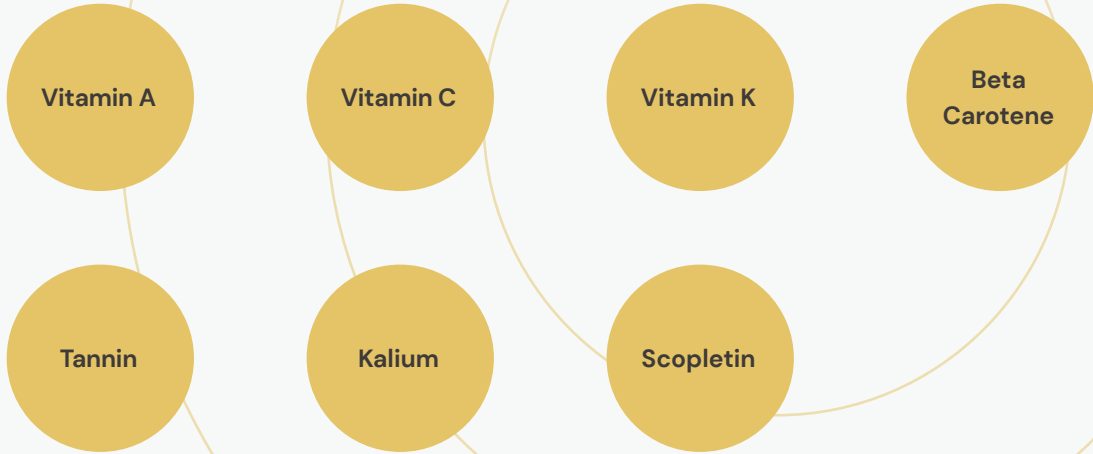 Vitamin A
Vitamin C
Vitamin K
Beta
Carotene
Tannin
Kalium
Scopletin